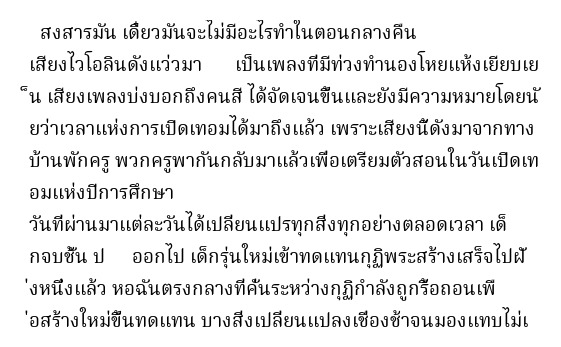 สงสารมัน เดี๋ยวมันจะไม่มีอะไรทำในตอนกลางคืน
เสียงไวโอลินดังแว่วมา เป็นเพลงที่มีท่วงทำนองโหยแห้งเยียบเย
็น เสียงเพลงบ่งบอกถึงคนสี ได้จัดเจนขึ้นและยังมีความหมายโดยนั
ยว่าเวลาแห่งการเปิดเทอมได้มาถึงแล้ว เพราะเสียงนี้ดังมาจากทาง
บ้านพักครู พวกครูพากันกลับมาแล้วเพื่อเตรียมตัวสอนในวันเปิดเท
อมแห่งปีการศึกษา
วันที่ผ่านมาแต่ละวันได้เปลี่ยนแปรทุกสิ่งทุกอย่างตลอดเวลา เด็
กจบชั้น ป ออกไป เด็กรุ่นใหม่เข้าทดแทนกุฏิพระสร้างเสร็จไปฝั
่งหนึ่งแล้ว หอฉันตรงกลางที่คั่นระหว่างกุฏิกำลังถูกรื้อถอนเพื
่อสร้างใหม่ขึ้นทดแทน บางสิ่งเปลี่ยนแปลงเชื่องช้าจนมองแทบไม่เ